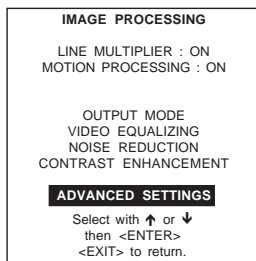 IMAGE PROCESSING
LINE MULTIPLIER : ON
MOTION PROCESSING : ON
OUTPUT MODE
VIDEO EQUALIZING
NOISE REDUCTION
CONTRAST ENHANCEMENT
ADVANCED SETTINGS
Select with ↑ or ↓
then <ENTER>
<EXIT> to return.